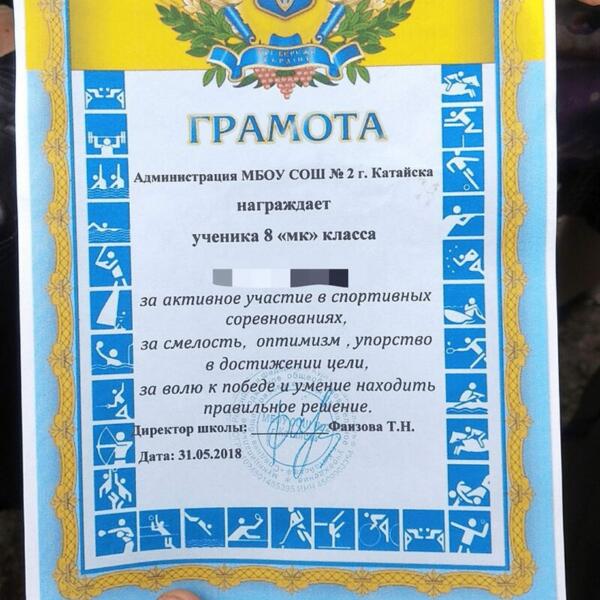 ГРАМОТА
Администрация МБОУ СОШ № 2 г. Катайска
награждает
ученика 8 «мк» класса
за активное участие в спортивных
соревнованиях,
за смелость, оптимизм , упорство
в достижении цели,
за волю к победе и умение находить
правильное решение.
Директор школы: Фаизова Т.Н.
Дата: 31.05.2018